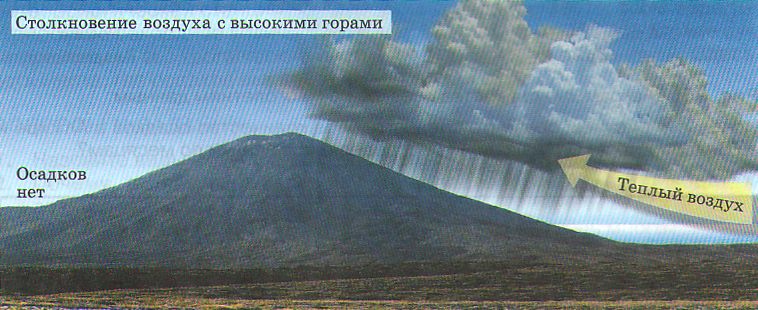 Столкновение воздуха с высокими горами
Осадков
нет
Теплый воздух